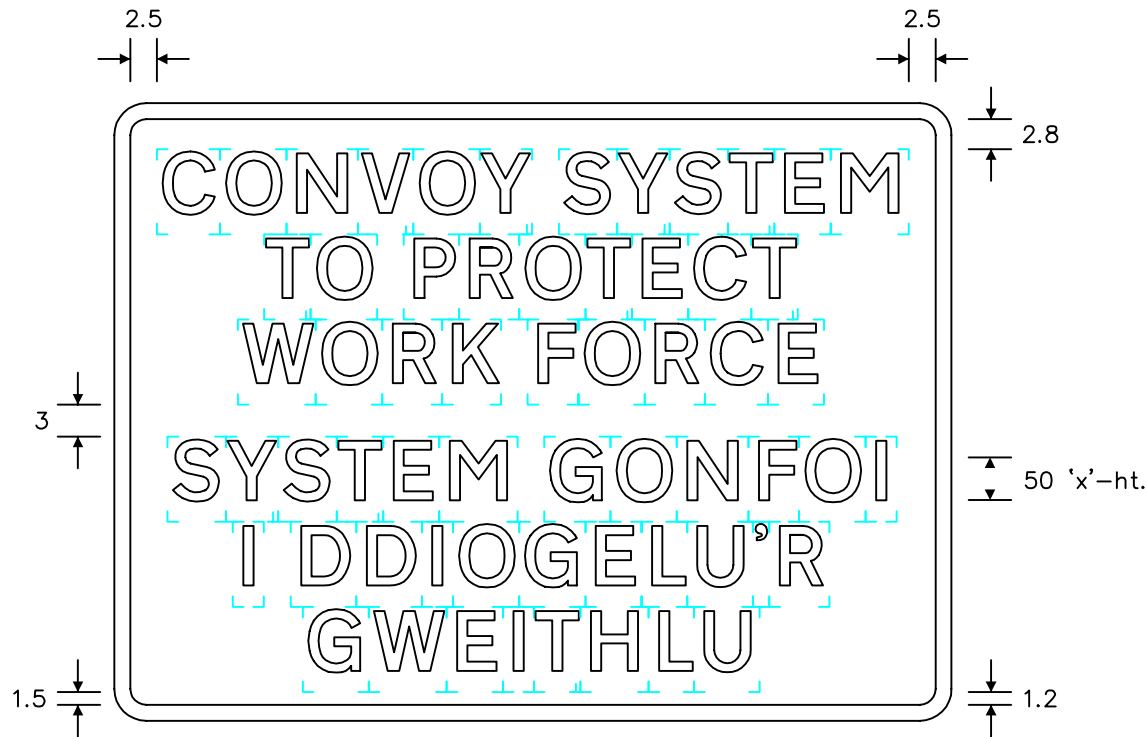 2.5 2.5
2.8
CONVOY SYSTEM
TO PROTECT
WORK FORCE
3
SYSTEM GONFOI
50 ‘x’-ht.
I DDIOGELU’R
GWEITHLU
1.5 1.2